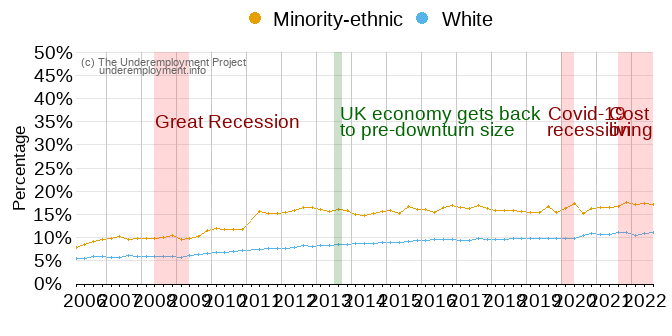 Minority-ethnic White
50%
(c) The Underemployment Project
underemployment.info
45%
40%
UK economy gets back
to pre-downturn size
Great Recession
Covid-19
recession
Cost
living
35%
30%
25%
20%
15%
10%
5%
0%
Percentage
2006 2007 2008 2009 2010 2011 2012 2013 2014 2015 2016 2017 2018 2019 2020 2021 2022